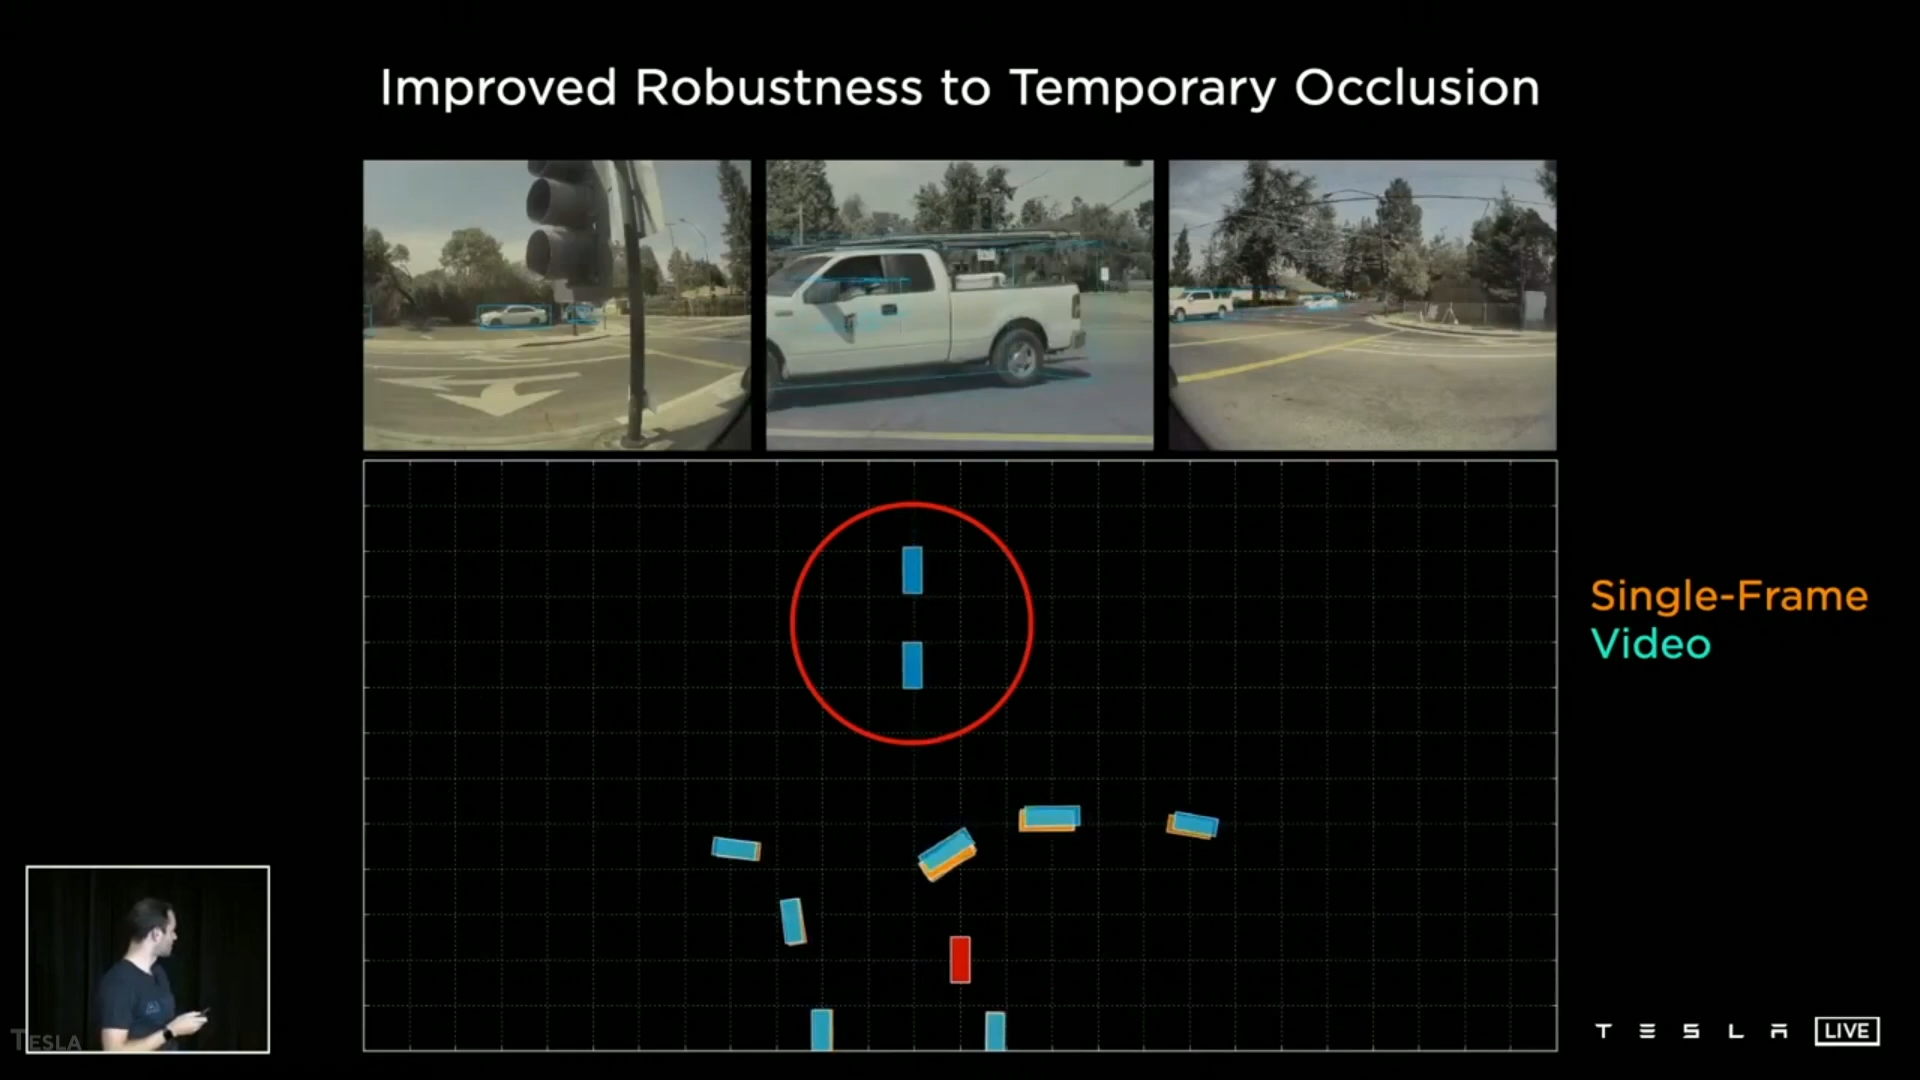 Improved Robustness to Temporary Occlusion
Single-Frame
Video
TESLA
TESLA LIVE